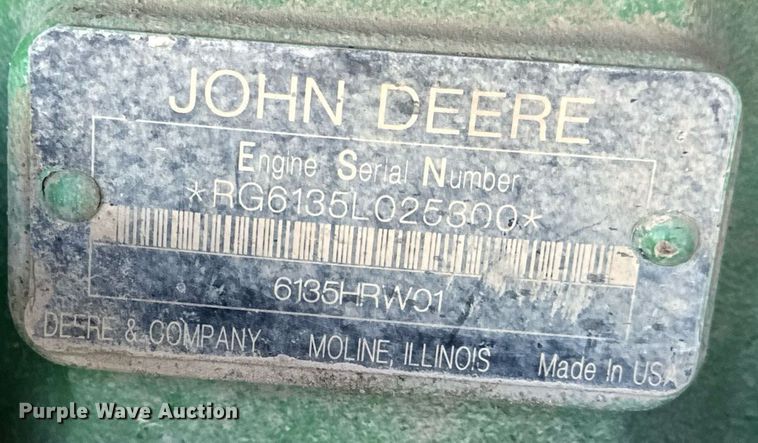 JOHN DEERE
Engine Serial Number
*RG6135L025300*
6135HRW01
DEERE & COMPANY MOLINE, ILLINOIS Made In USA
Purple Wave Auction